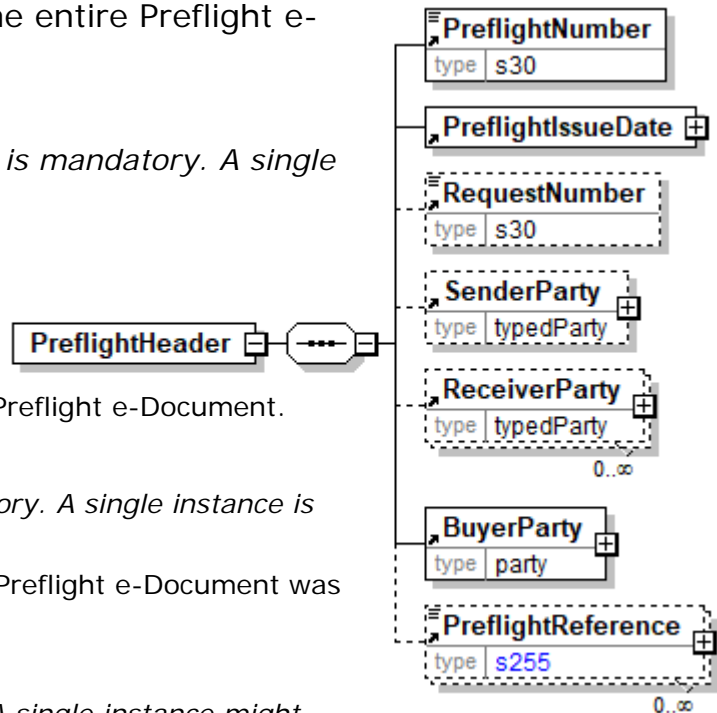 ne entire Preflight e-
is mandatory. A single
Preflight e-Document.
ory. A single instance is
Preflight e-Document was
A single instance might
PreflightHeader
PreflightNumber
type s30
PreflightIssueDate
RequestNumber
type s30
SenderParty
type typedParty
ReceiverParty
type typedParty
0..∞
BuyerParty
type party
PreflightReference
type s255
0..∞